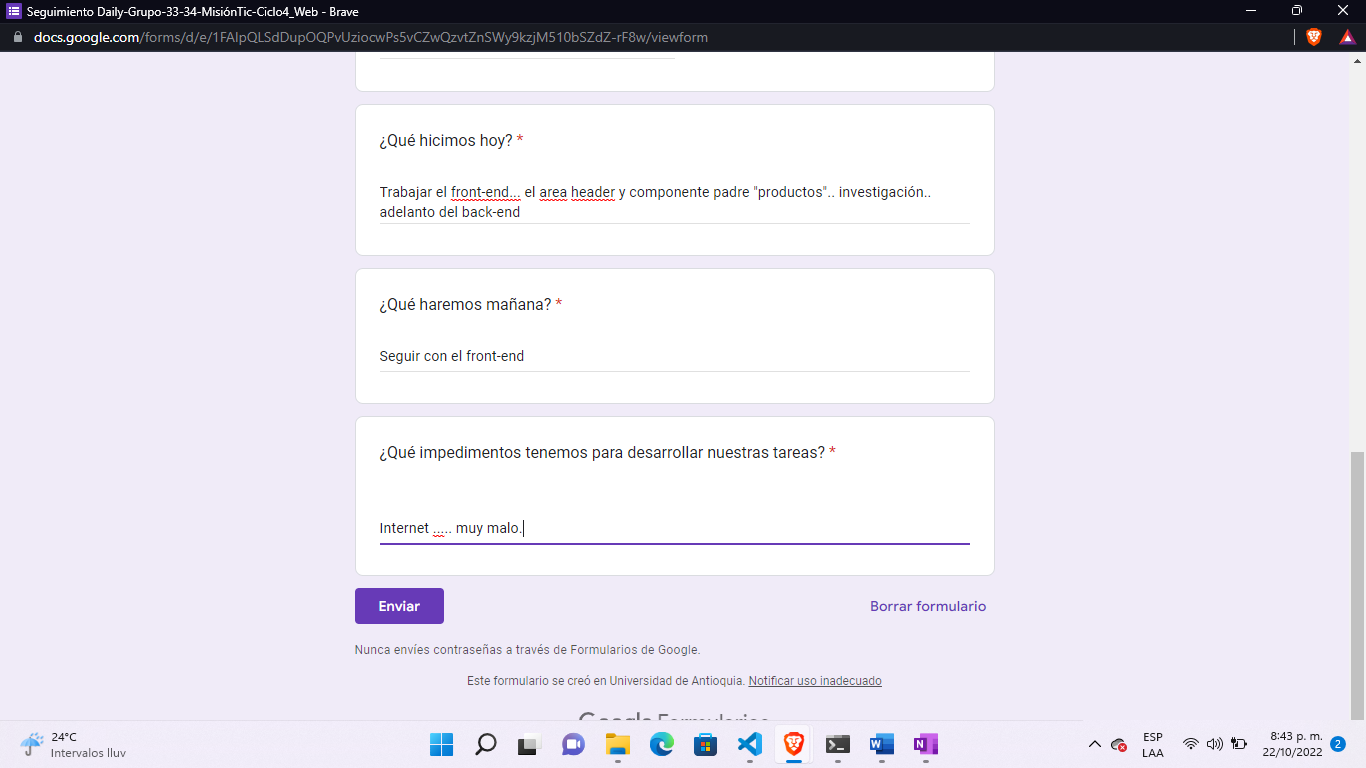 Seguimiento Daily-Grupo-33-34-MisiónTic-Ciclo4_Web - Brave
docs.google.com/forms/d/e/1FAIpQLSdDupOQPvUziocwPs5vCZwQzvtZnSWy9kzjM510bSZdZ-rF8w/viewform
¿Qué hicimos hoy? *
Trabajar el front-end... el area header y componente padre "productos".. investigación..
adelanto del back-end
¿Qué haremos mañana? *
Seguir con el front-end
¿Qué impedimentos tenemos para desarrollar nuestras tareas? *
Internet ..... muy malo.
Enviar
Borrar formulario
Nunca envíes contraseñas a través de Formularios de Google.
Este formulario se creó en Universidad de Antioquia. Notificar uso inadecuado
Google Formularios
24°C
Intervalos lluv
ESP
LAA
8:43 p. m.
22/10/2022
2